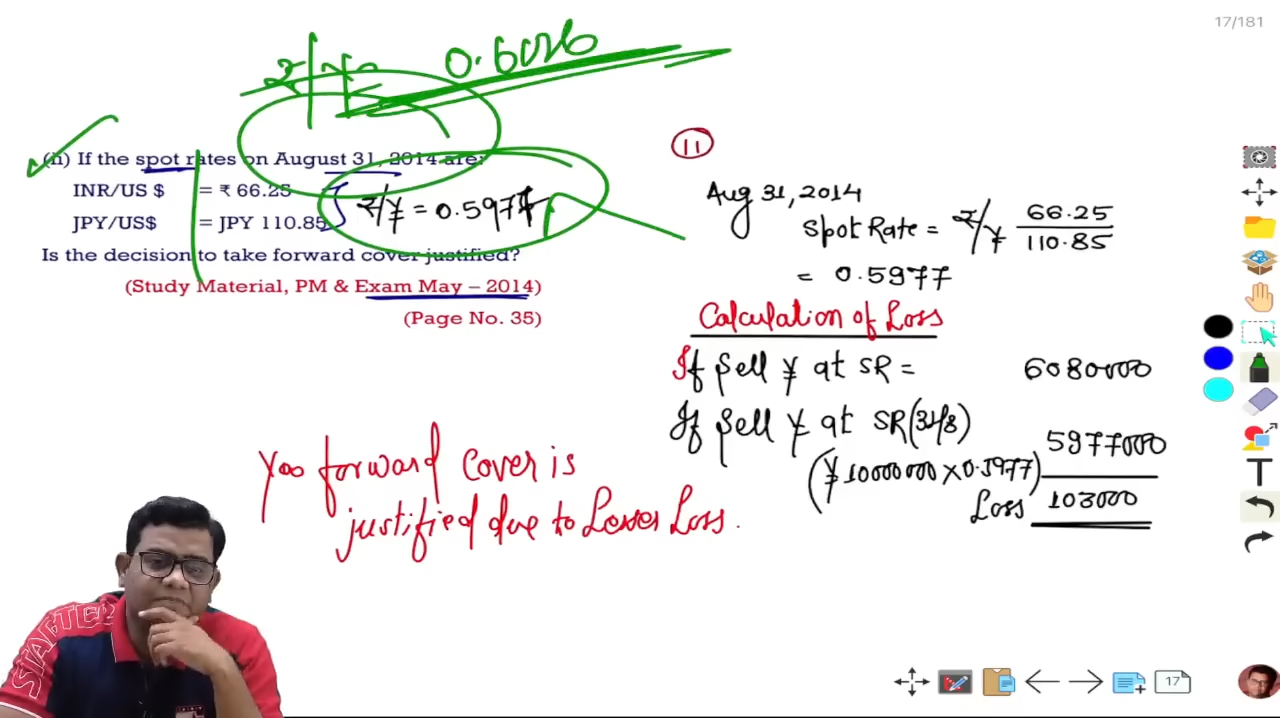 17/181
₹/¥ 0.6026
(ii) If the spot rates on August 31, 2014 are:
INR/US $ = ₹ 66.25
JPY/US$ = JPY 110.85
₹/¥ = 0.5977
Is the decision to take forward cover justified?
(Study Material, PM & Exam May – 2014)
(Page No. 35)
11
Aug 31, 2014
Spot Rate = ₹/¥ 66.25
110.85
= 0.5977
Calculation of Loss
If Sell ¥ at SR = 6080000
If Sell ¥ at SR (31/8)
(¥ 10000000 × 0.5977) 5977000
Loss 103000
forward cover is
justified due to Lesser Loss.
START
17